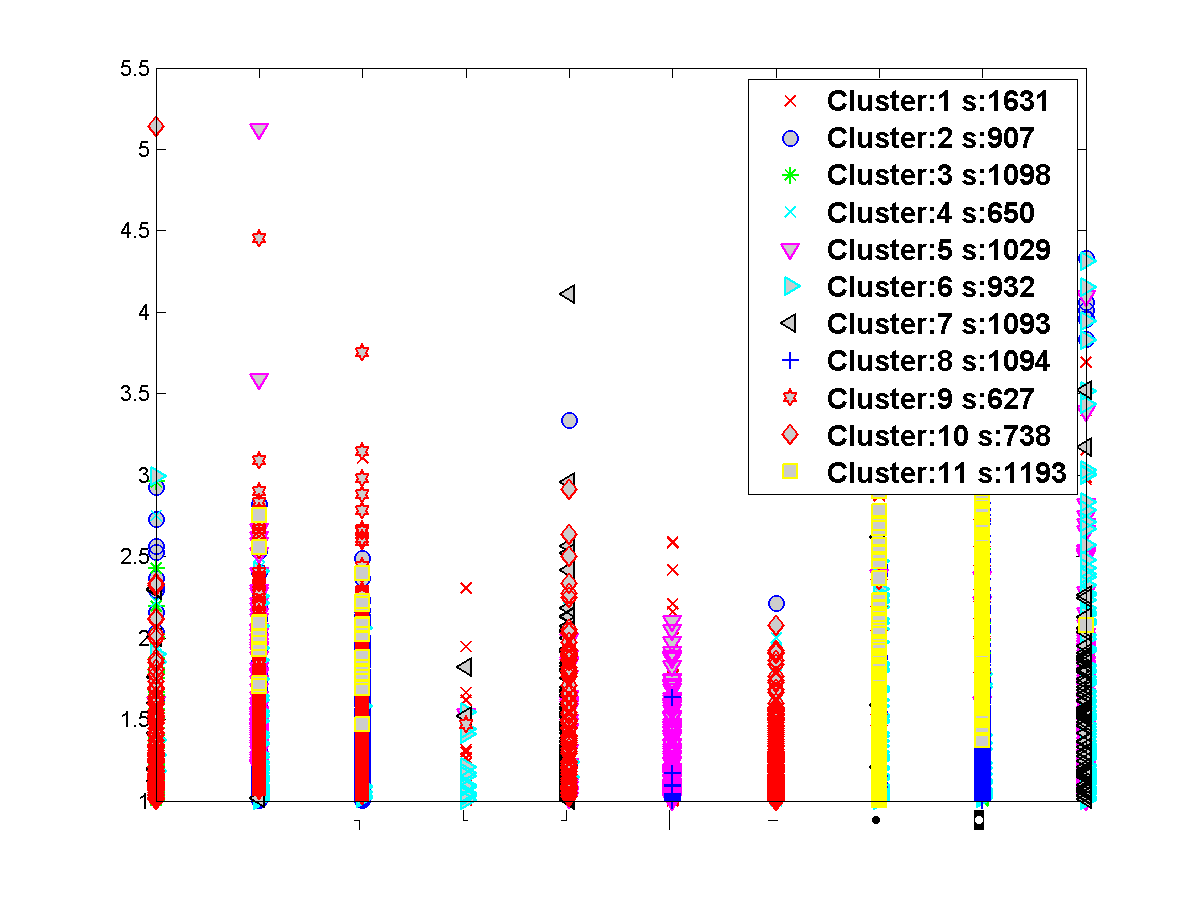 5.5
5
4.5
4
3.5
3
2.5
2
1.5
1
Cluster:1 s:1631
Cluster:2 s:907
Cluster:3 s:1098
Cluster:4 s:650
Cluster:5 s:1029
Cluster:6 s:932
Cluster:7 s:1093
Cluster:8 s:1094
Cluster:9 s:627
Cluster:10 s:738
Cluster:11 s:1193